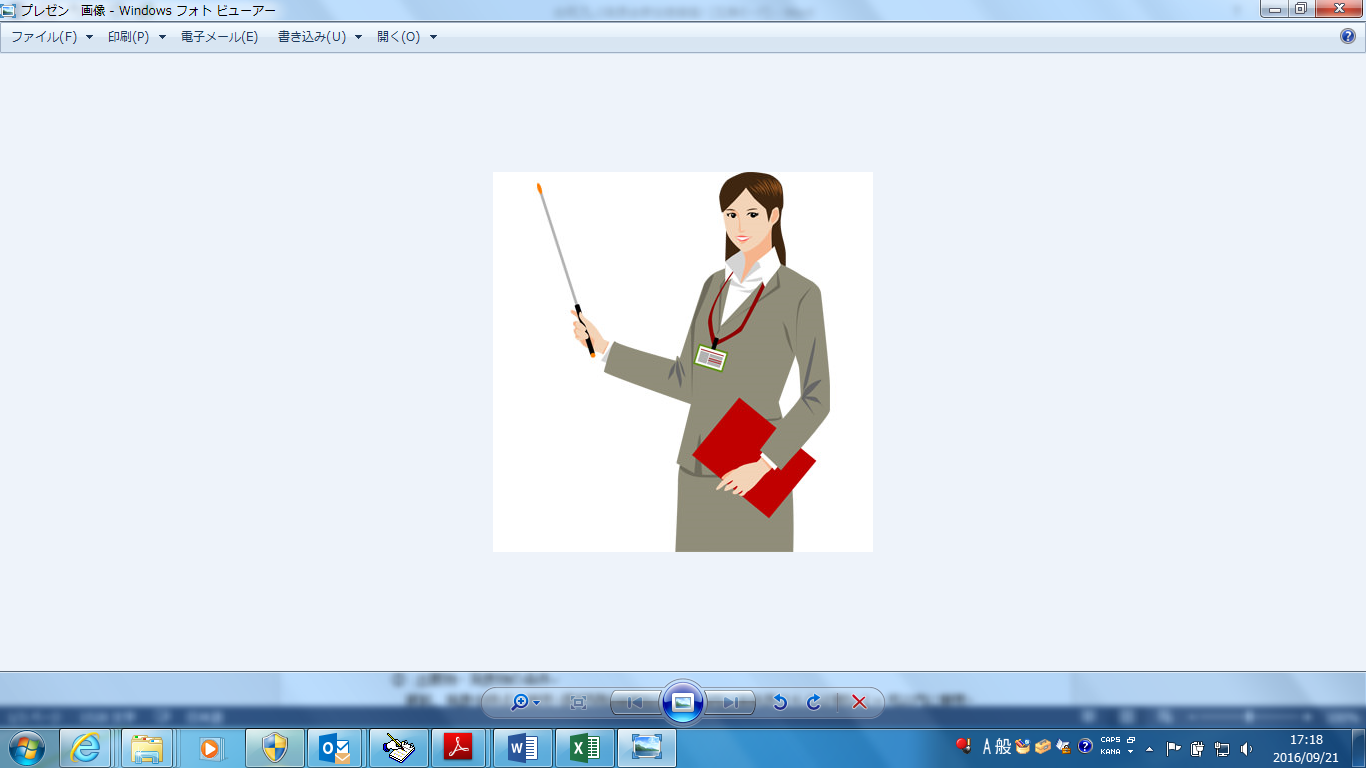 プレゼン　画像 - Windows フォト ビューアー
ファイル(F) 印刷(P) 電子メール(E) 書き込み(U) 開く(O)
A 般 CAPS
KANA
17:18
2016/09/21